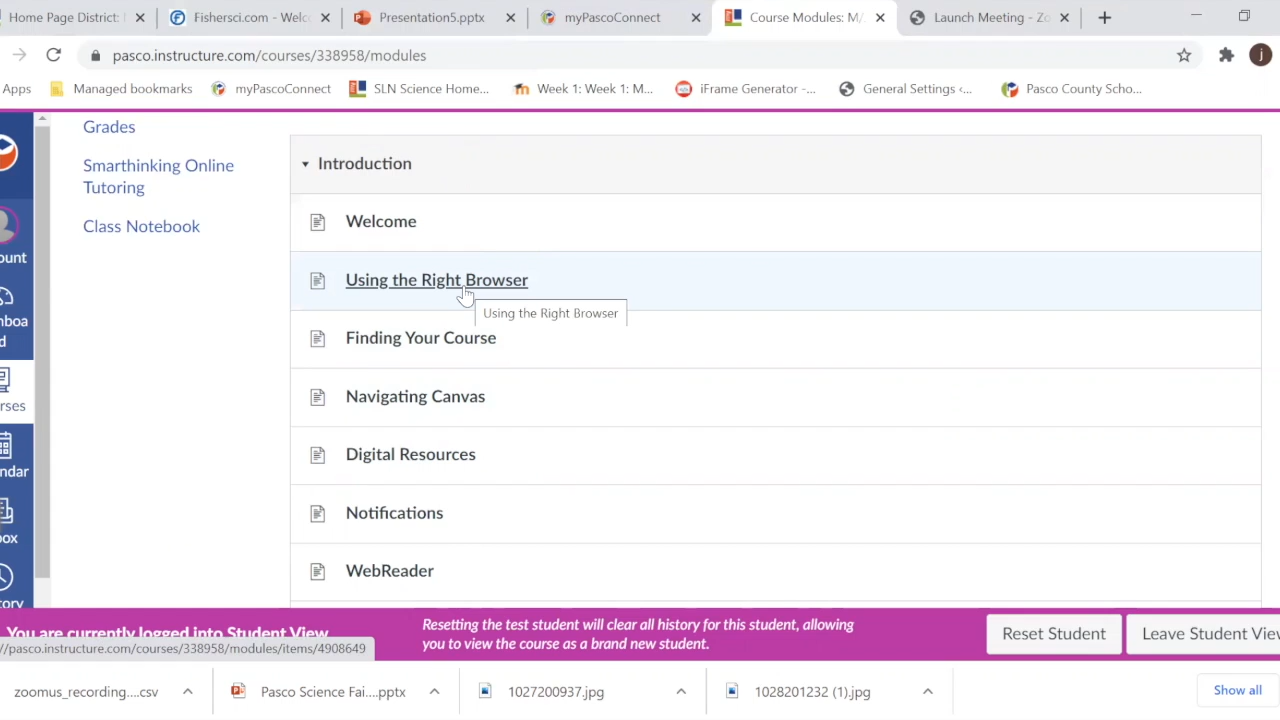 Home Page District:
Fishersci.com - Welc
Presentation5.pptx
myPascoConnect
Course Modules: M/
Launch Meeting - Zo
pasco.instructure.com/courses/338958/modules
j
Apps
Managed bookmarks
myPascoConnect
SLN Science Home...
Week 1: Week 1: M...
iFrame Generator -...
General Settings ‹...
Pasco County Scho...
ount
nboa
d
rses
ndar
box
tory
Grades
Smarthinking Online
Tutoring
Class Notebook
Introduction
Welcome
Using the Right Browser
Using the Right Browser
Finding Your Course
Navigating Canvas
Digital Resources
Notifications
WebReader
You are currently logged into Student View
Resetting the test student will clear all history for this student, allowing
you to view the course as a brand new student.
Reset Student
Leave Student View
//pasco.instructure.com/courses/338958/modules/items/4908649
zoomus_recording....csv
Pasco Science Fai....pptx
1027200937.jpg
1028201232 (1).jpg
Show all